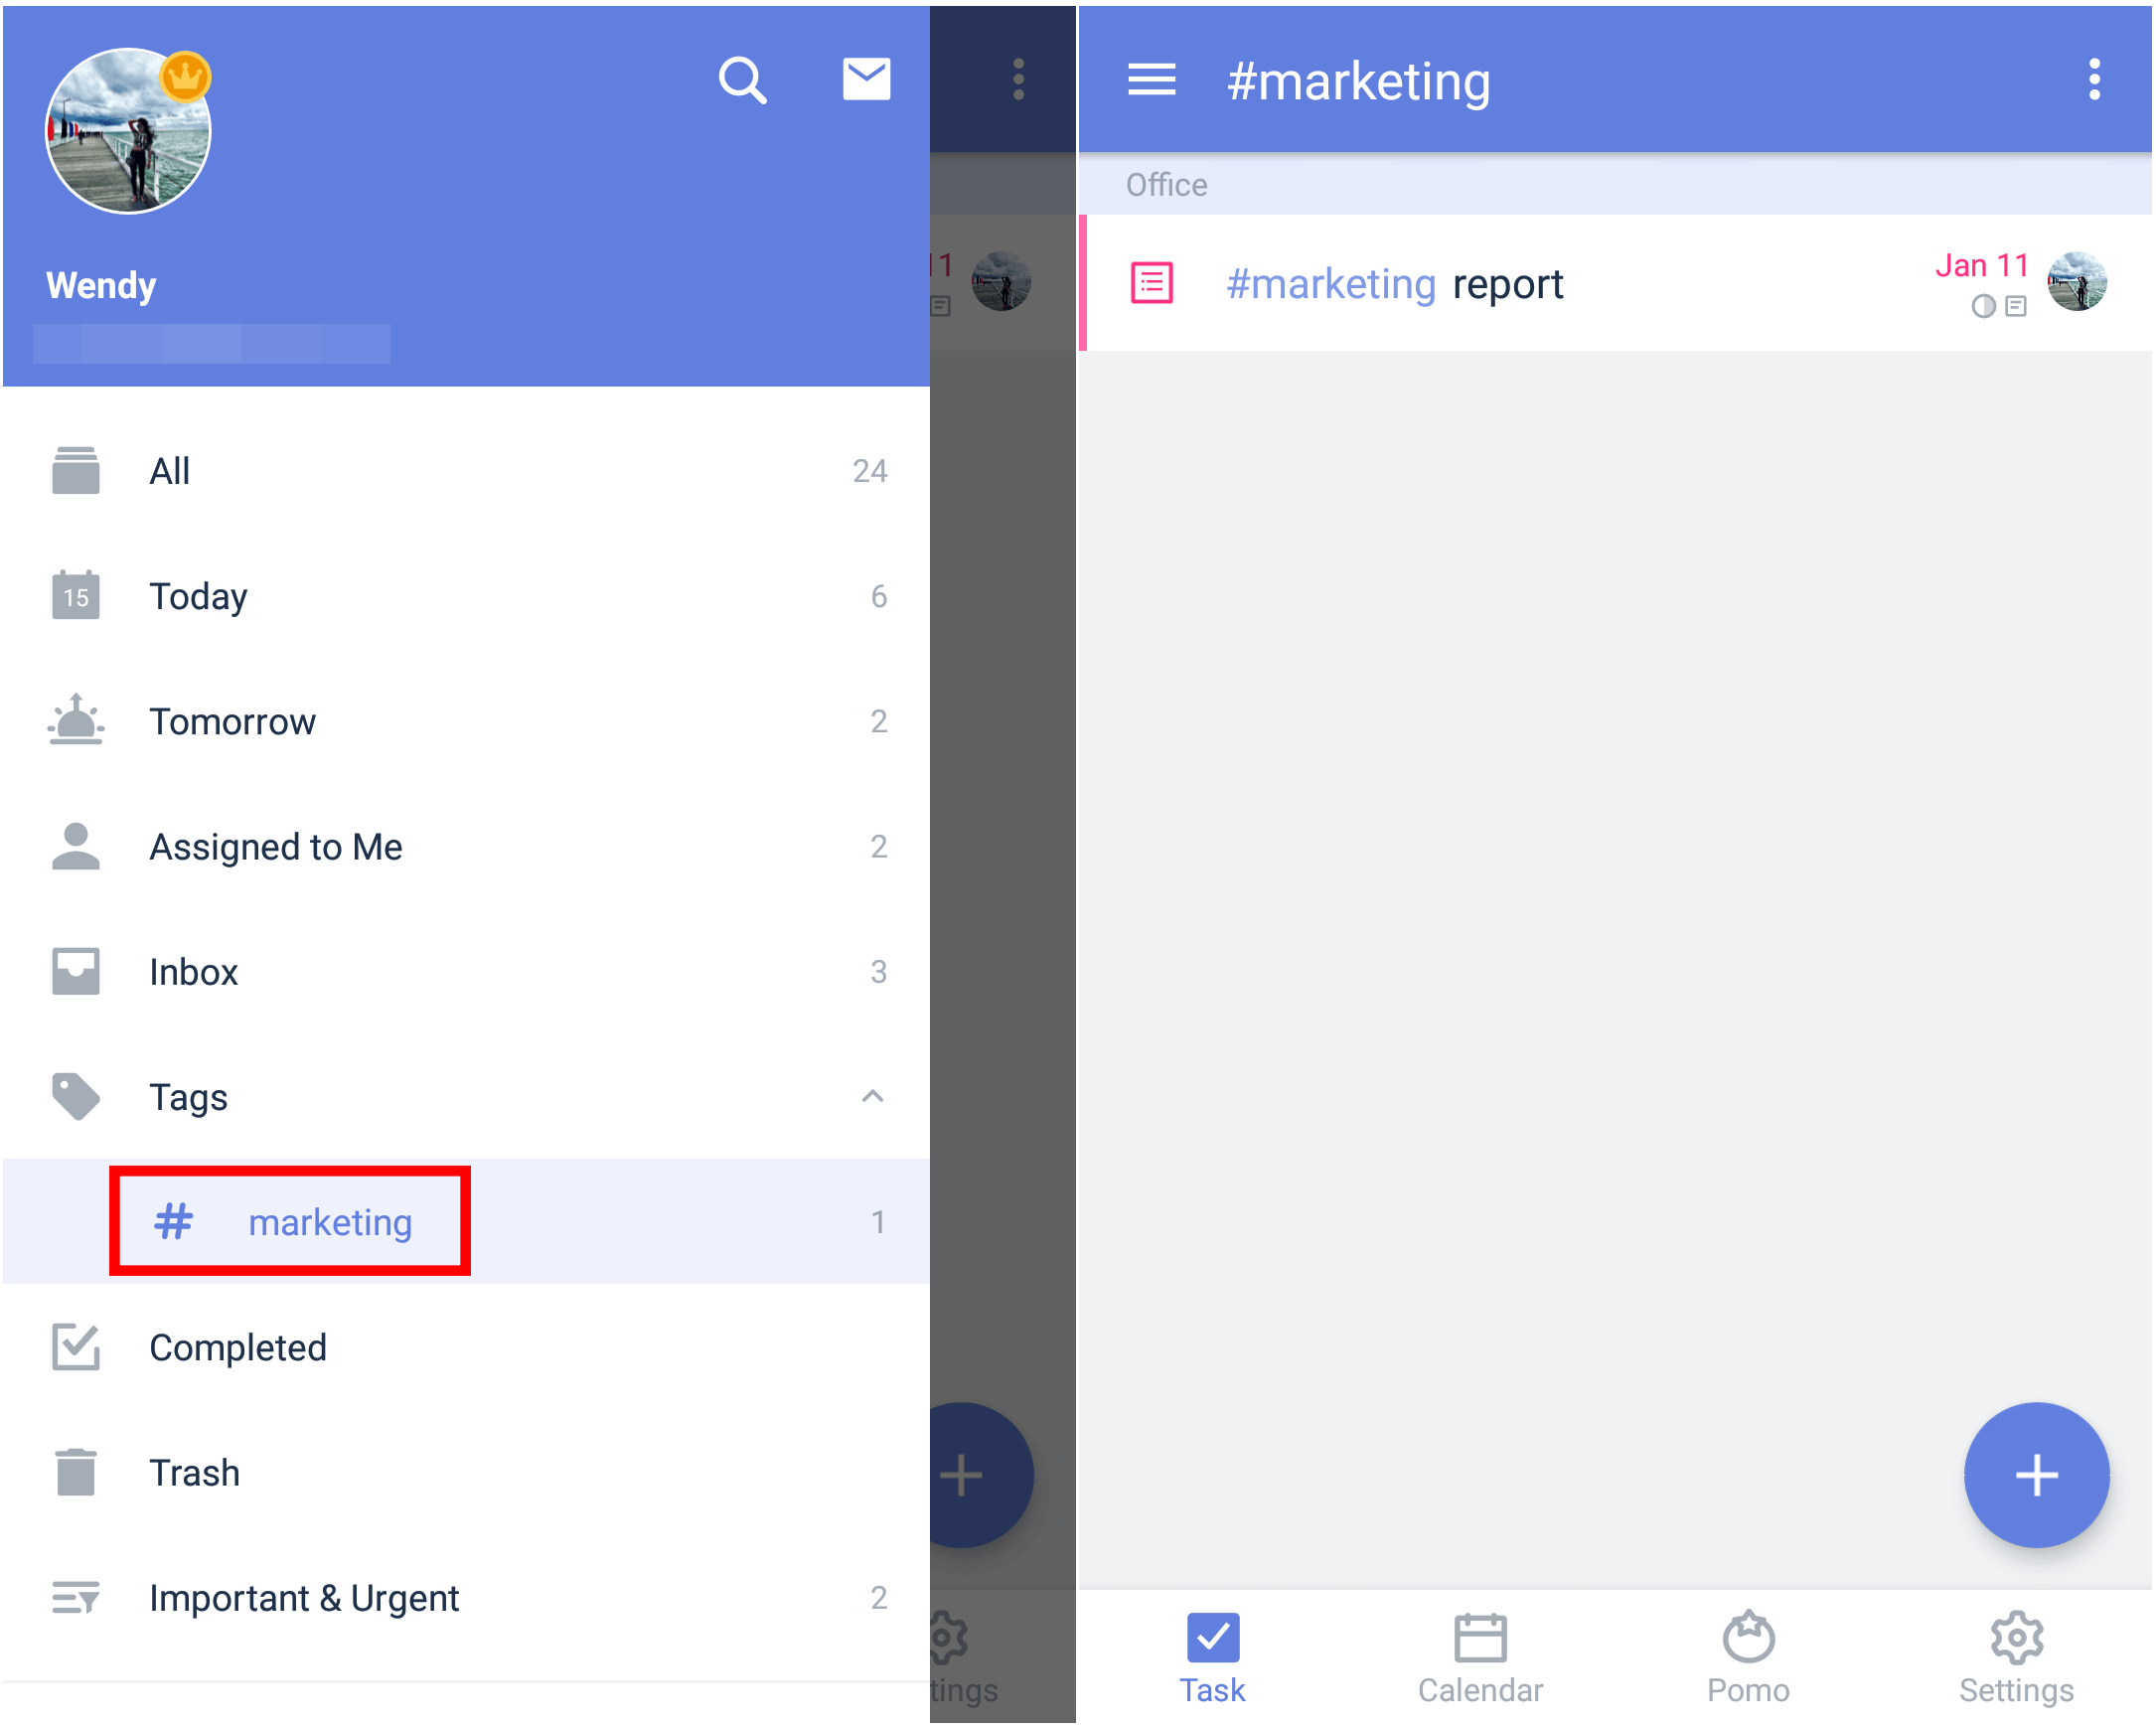 Wendy
All 24
15 Today 6
Tomorrow 2
Assigned to Me 2
Inbox 3
Tags
# marketing 1
Completed
Trash
Important & Urgent 2
11
tings
#marketing
Office
#marketing report Jan 11
Task Calendar Pomo Settings